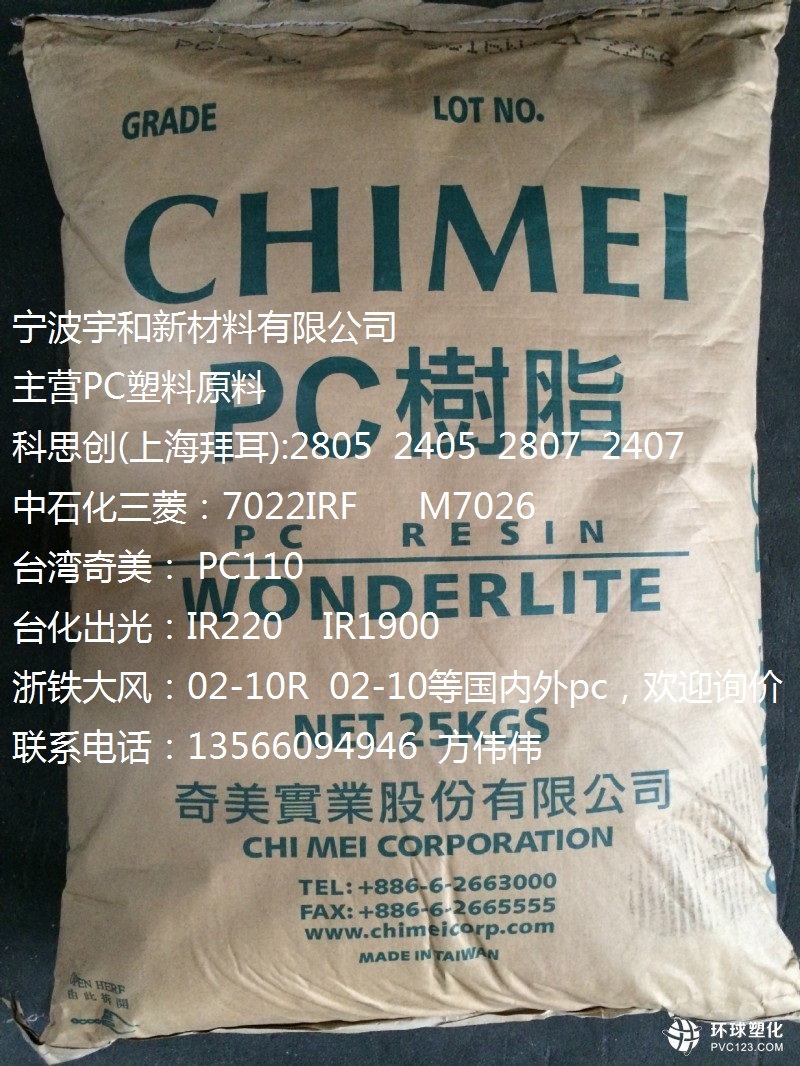 GRADE
LOT NO.
CHIMEI
宁波宇和新材料有限公司
PC樹脂
主营PC塑料原料
科思创(上海拜耳):2805 2405 2807 2407
中石化三菱：7022IRF M7026
PC RESIN
台湾奇美： PC110
WONDERLITE
台化出光：IR220 IR1900
浙铁大风：02-10R 02-10等国内外pc，欢迎询价
NET 25KGS
联系电话：13566094946 方伟伟
奇美實業股份有限公司
CHI MEI CORPORATION
TEL: +886-6-2663000
FAX: +886-6-2665555
www.chimeicorp.com
MADE IN TAIWAN
由此拆開
环球塑化
PVC123.COM